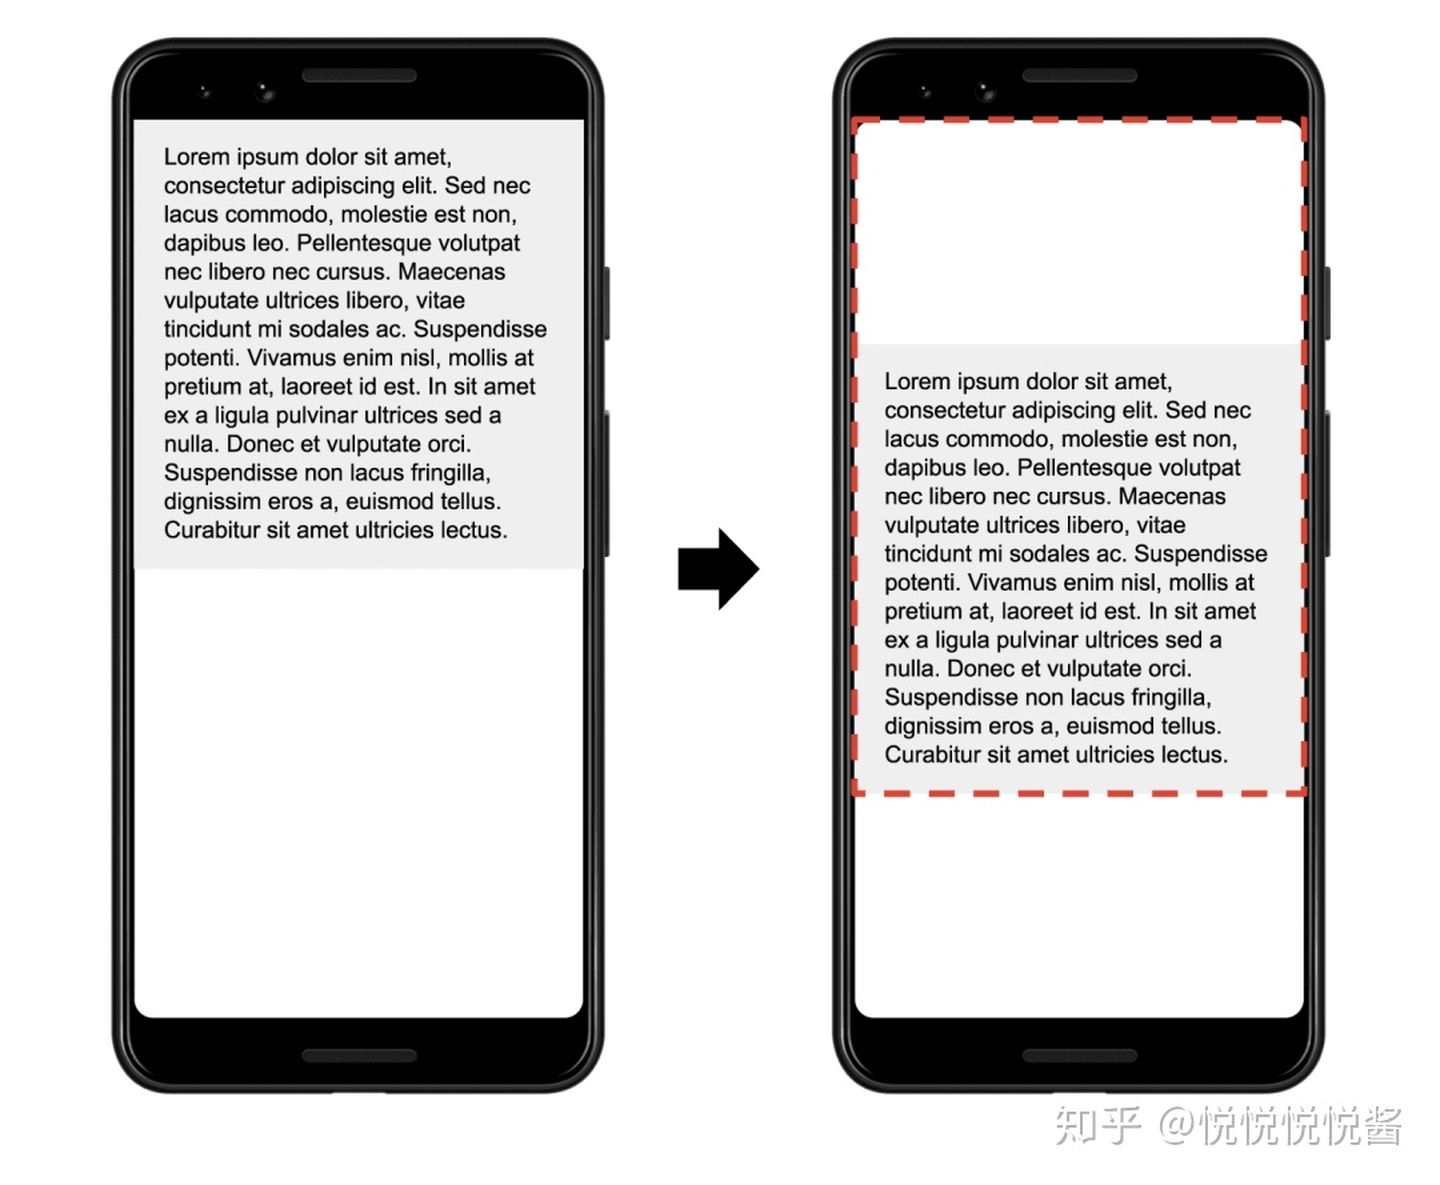 Lorem ipsum dolor sit amet,
consectetur adipiscing elit. Sed nec
lacus commodo, molestie est non,
dapibus leo. Pellentesque volutpat
nec libero nec cursus. Maecenas
vulputate ultrices libero, vitae
tincidunt mi sodales ac. Suspendisse
potenti. Vivamus enim nisl, mollis at
pretium at, laoreet id est. In sit amet
ex a ligula pulvinar ultrices sed a
nulla. Donec et vulputate orci.
Suspendisse non lacus fringilla,
dignissim eros a, euismod tellus.
Curabitur sit amet ultricies lectus.
Lorem ipsum dolor sit amet,
consectetur adipiscing elit. Sed nec
lacus commodo, molestie est non,
dapibus leo. Pellentesque volutpat
nec libero nec cursus. Maecenas
vulputate ultrices libero, vitae
tincidunt mi sodales ac. Suspendisse
potenti. Vivamus enim nisl, mollis at
pretium at, laoreet id est. In sit amet
ex a ligula pulvinar ultrices sed a
nulla. Donec et vulputate orci.
Suspendisse non lacus fringilla,
dignissim eros a, euismod tellus.
Curabitur sit amet ultricies lectus.
知乎 @悦悦悦悦酱